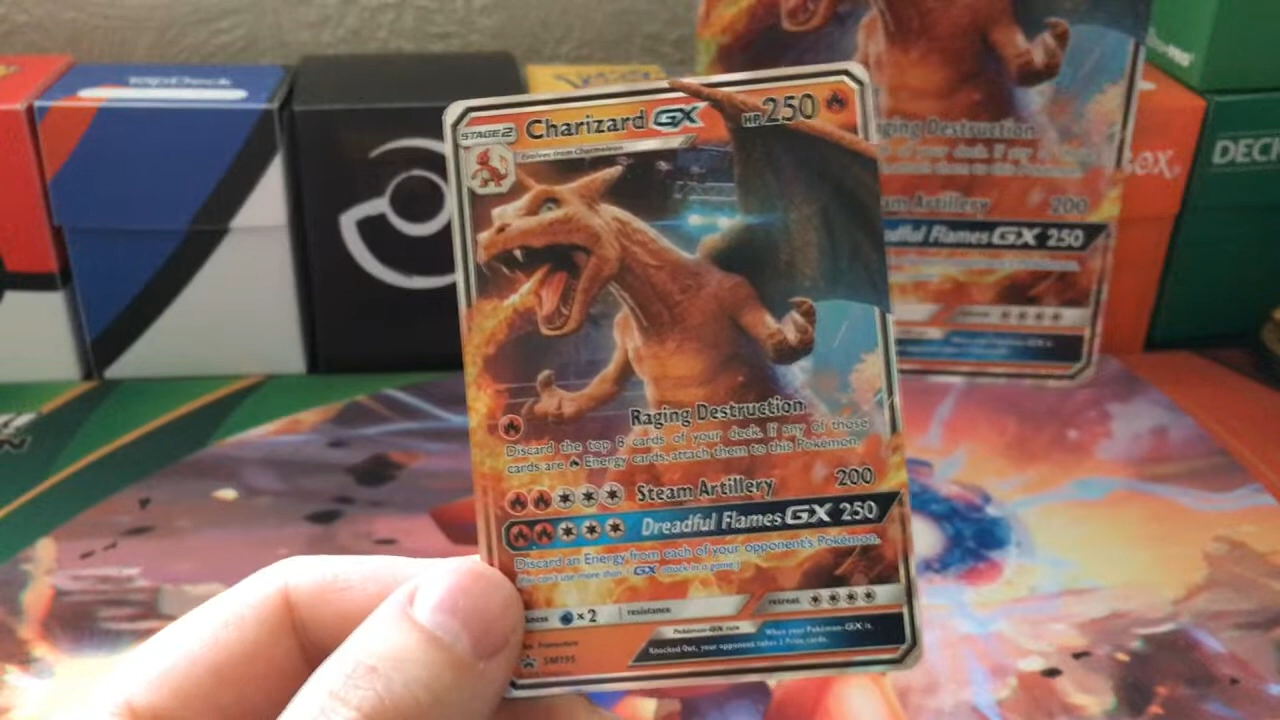 STAGE 2
Charizard GX
HP 250
Evolves from Charmeleon
Raging Destruction
Discard the top 8 cards of your deck. If any of those
cards are Energy cards, attach them to this Pokémon.
Steam Artillery 200
Dreadful Flames GX 250
Discard an Energy from each of your opponent's Pokémon.
(You can't use more than 1 GX attack in a game.)
×2
resistance
retreat
Pokémon-GX rule
When your Pokémon-GX is
Knocked Out, your opponent takes 2 Prize cards.
SM195
Destruction
Artillery 200
Flames GX 250
DECK